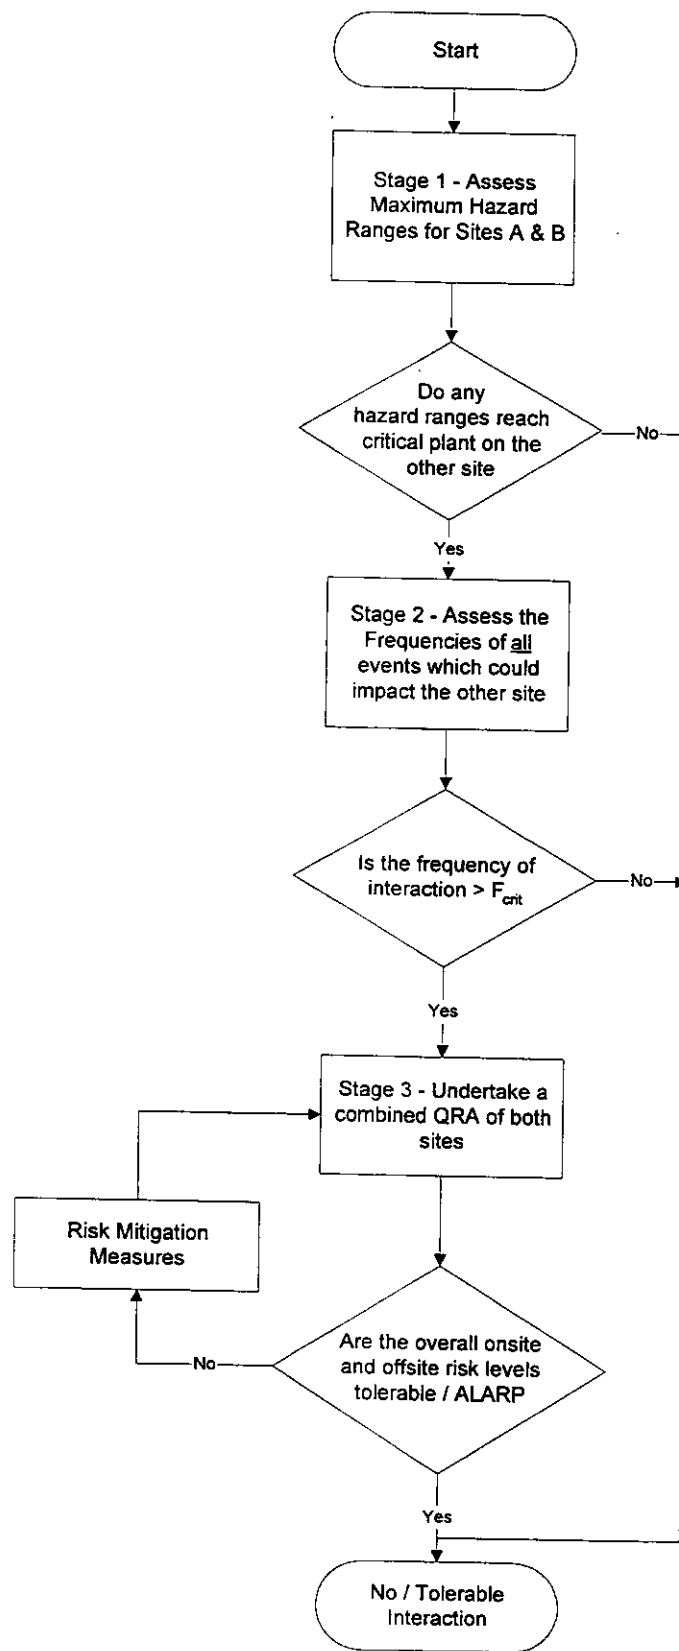 Start
Stage 1 - Assess
Maximum Hazard
Ranges for Sites A & B
Do any
hazard ranges reach
critical plant on the
other site
No
Yes
Stage 2 - Assess the
Frequencies of all
events which could
impact the other site
Is the frequency of
interaction > Fcrit
No
Yes
Stage 3 - Undertake a
combined QRA of both
sites
Risk Mitigation
Measures
Are the overall onsite
and offsite risk levels
tolerable / ALARP
No
Yes
No / Tolerable
Interaction